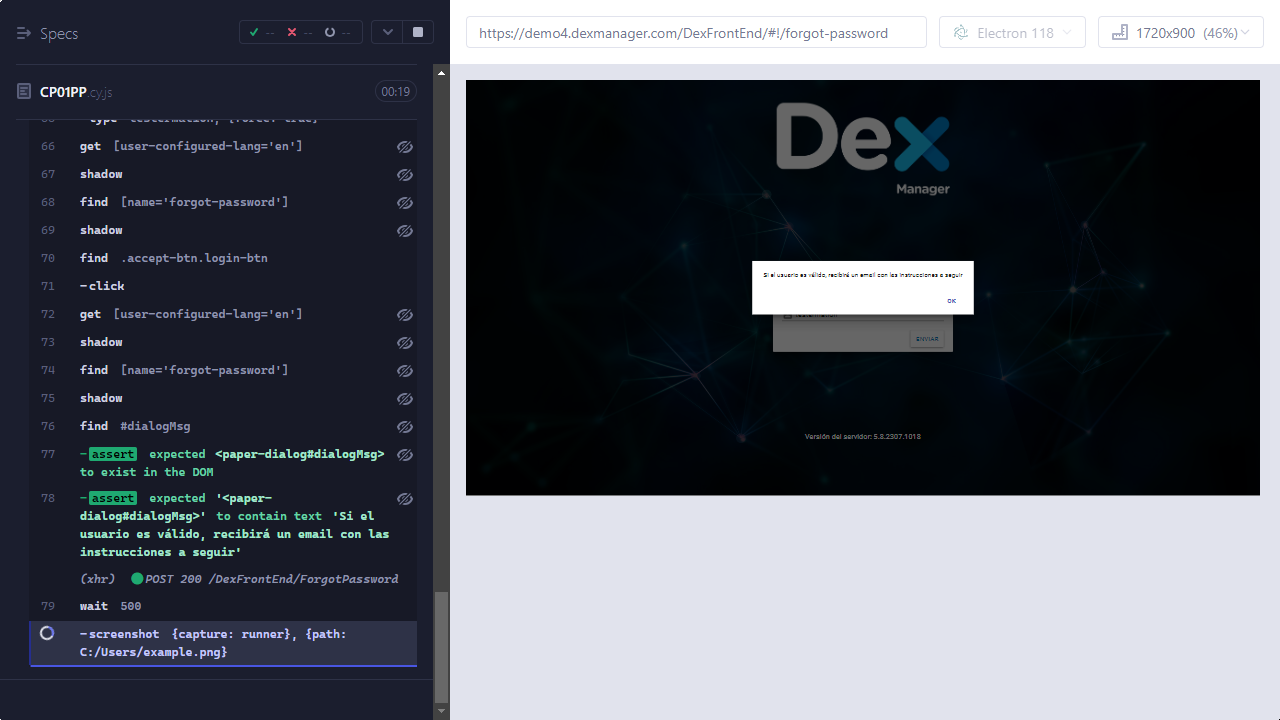 Specs
-- -- --
CP01PP.cy.js 00:19
66 get [user-configured-lang='en']
67 shadow
68 find [name='forgot-password']
69 shadow
70 find .accept-btn.login-btn
71 -click
72 get [user-configured-lang='en']
73 shadow
74 find [name='forgot-password']
75 shadow
76 find #dialogMsg
77 -assert expected <paper-dialog#dialogMsg>
to exist in the DOM
78 -assert expected '<paper-
dialog#dialogMsg>' to contain text 'Si el
usuario es válido, recibirá un email con las
instrucciones a seguir'
(xhr) POST 200 /DexFrontEnd/ForgotPassword
79 wait 500
-screenshot {capture: runner}, {path:
C:/Users/example.png}
https://demo4.dexmanager.com/DexFrontEnd/#!/forgot-password
Electron 118
1720x900 (46%)
Dex
Manager
Si el usuario es válido, recibirá un email con las instrucciones a seguir
OK
ENVIAR
Versión del servidor: 5.8.2307.1013